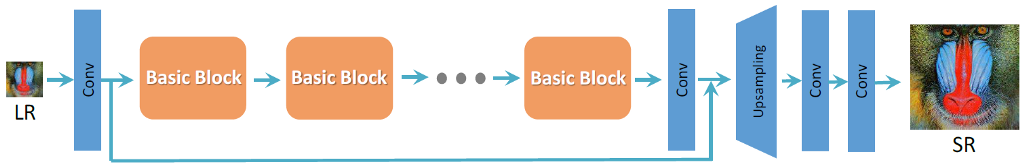 LR
Conv
Basic Block
Basic Block
Basic Block
Conv
Upsampling
Conv
Conv
SR